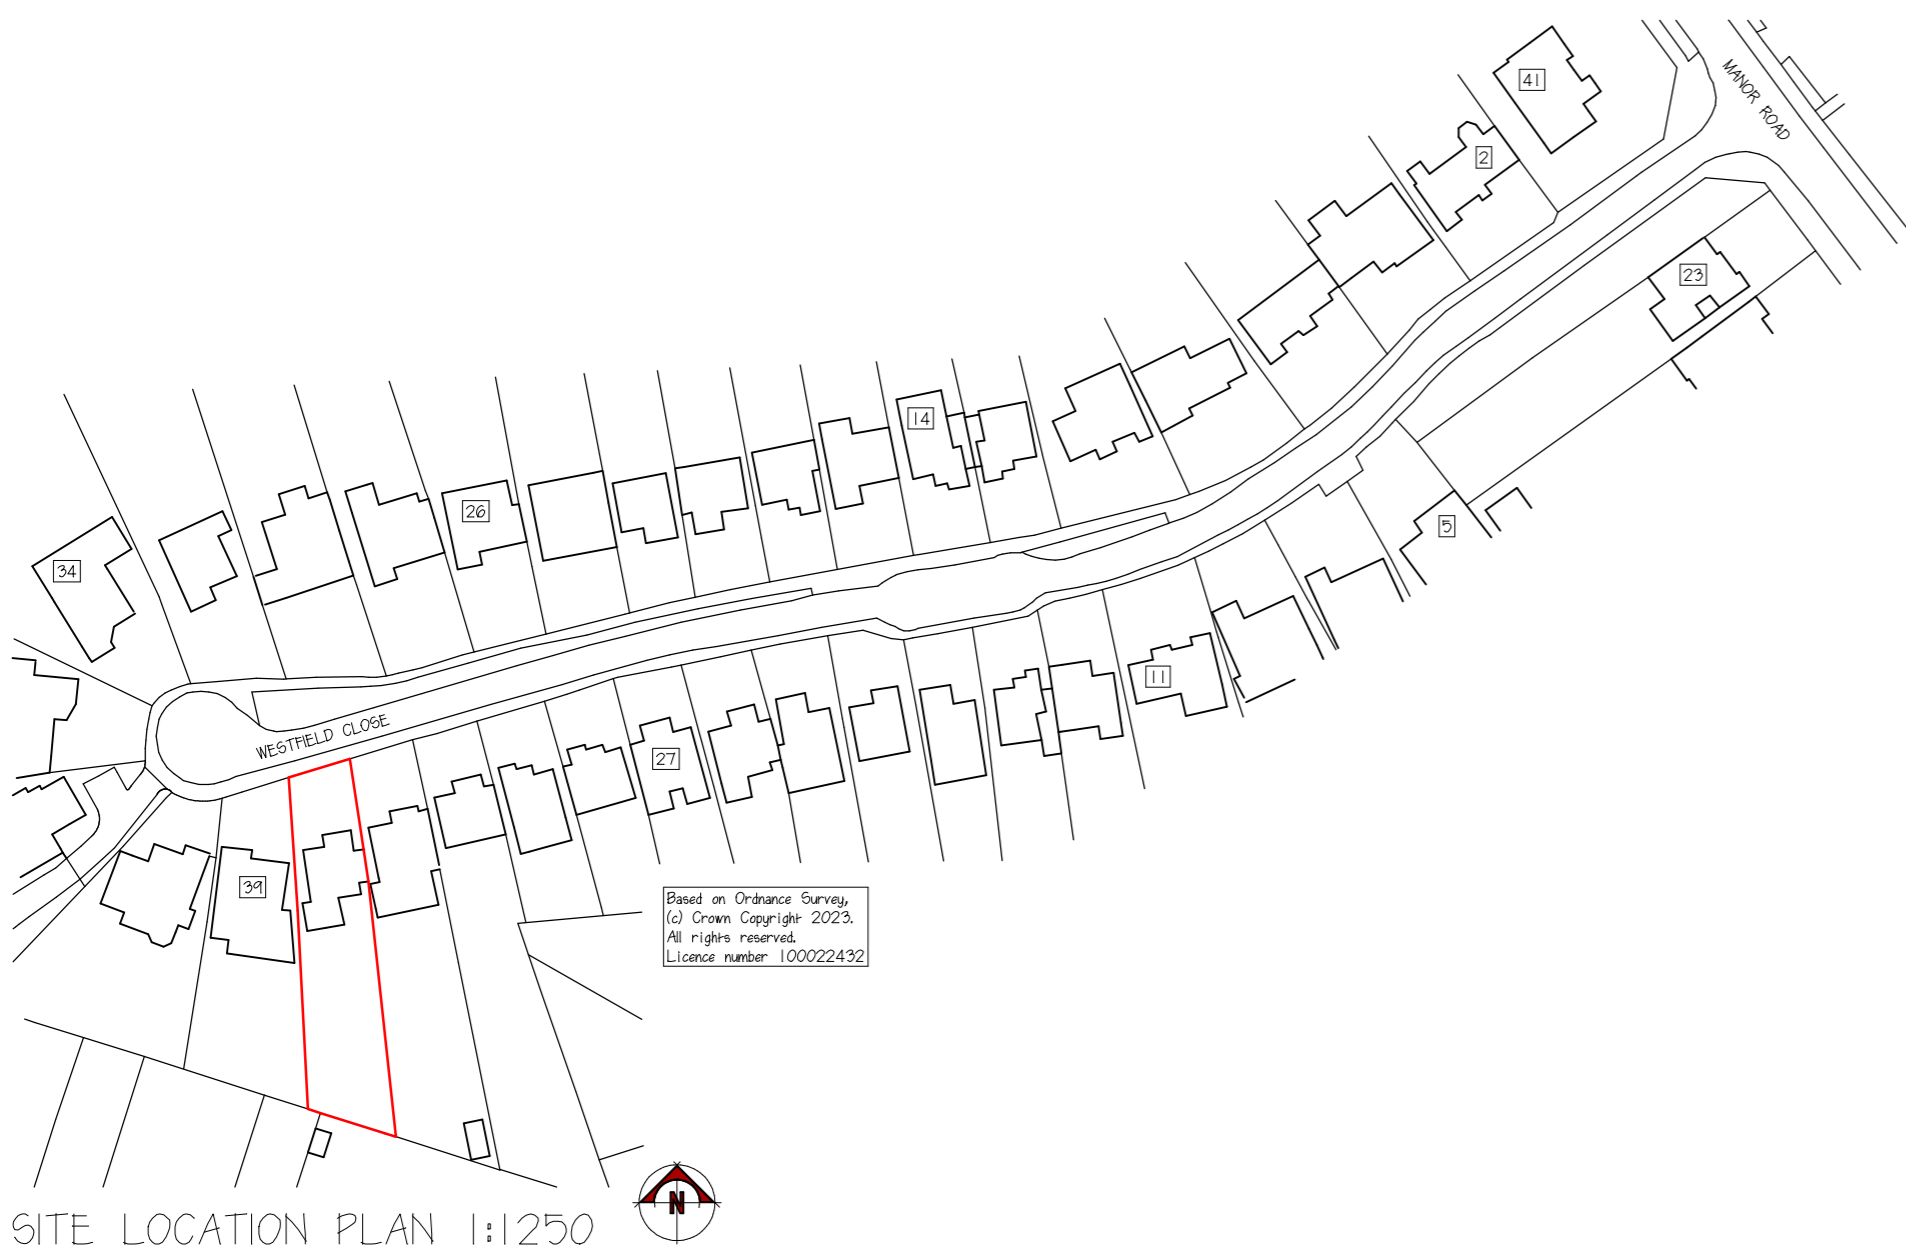 41
MANOR ROAD
2
23
14
26
5
34
11
WESTFIELD CLOSE
27
39
Based on Ordnance Survey,
(c) Crown Copyright 2023.
All rights reserved.
Licence number 100022432
N
SITE LOCATION PLAN 1:1250